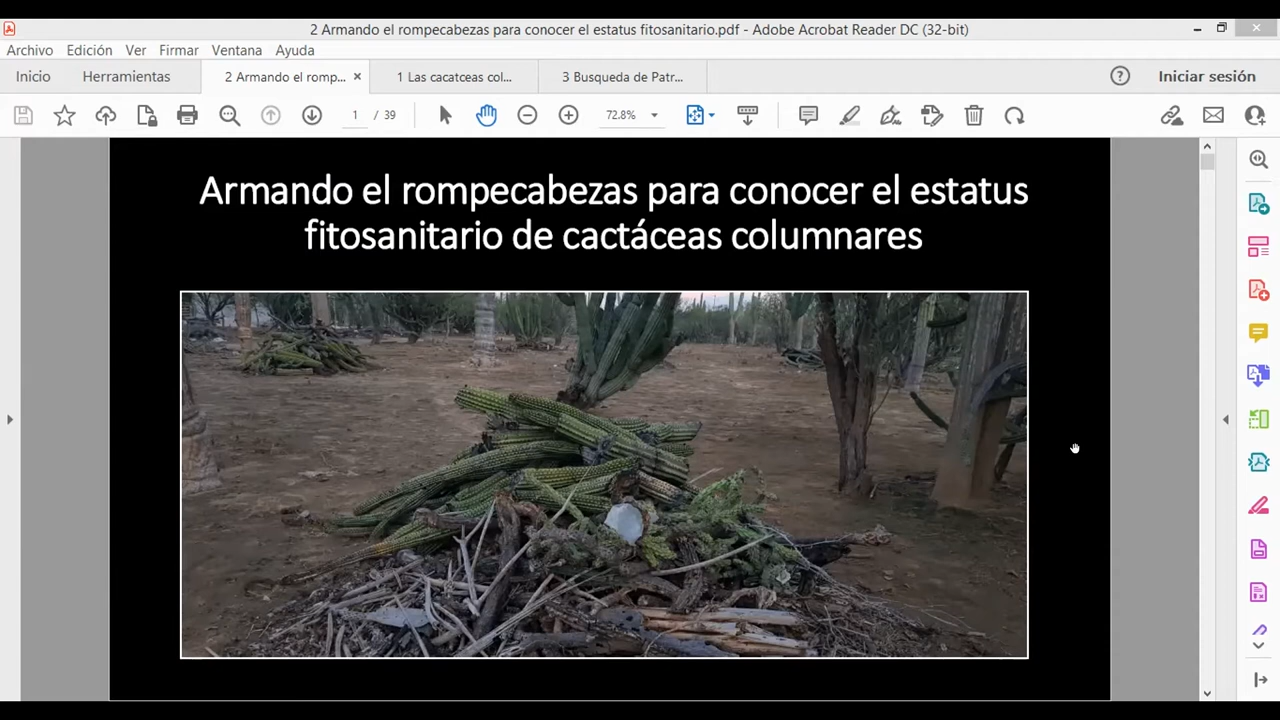 2 Armando el rompecabezas para conocer el estatus fitosanitario.pdf - Adobe Acrobat Reader DC (32-bit)
Archivo Edición Ver Firmar Ventana Ayuda
Inicio Herramientas 2 Armando el romp... × 1 Las cacatceas col... 3 Busqueda de Patr... Iniciar sesión
1 / 39 72.8%
Armando el rompecabezas para conocer el estatus
fitosanitario de cactáceas columnares